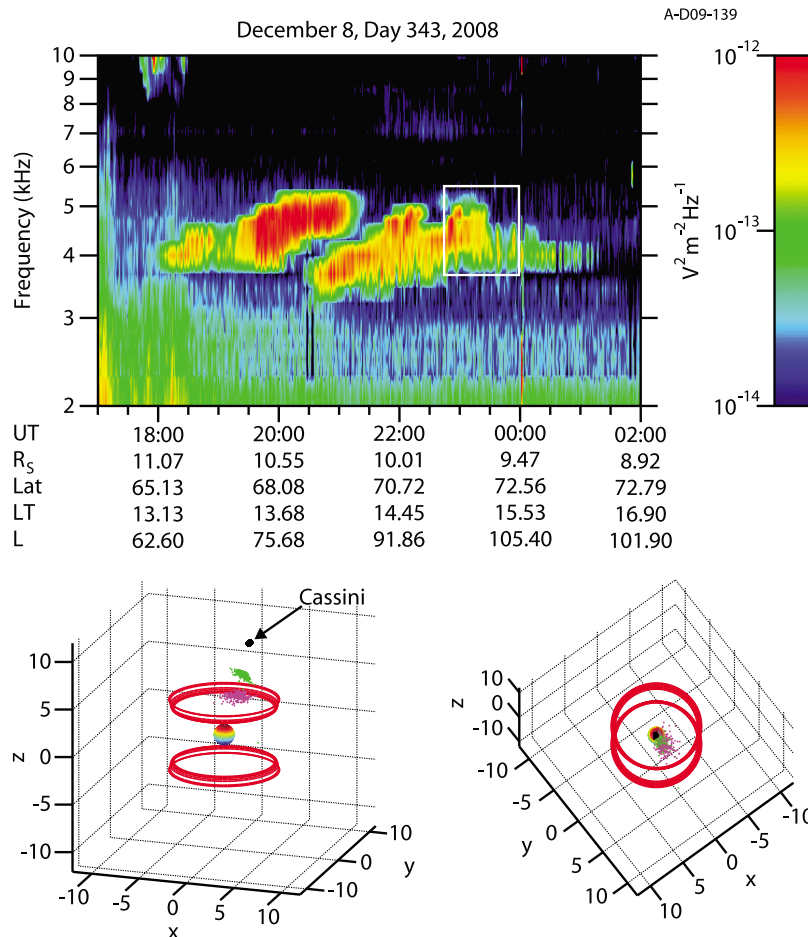 A-D09-139
December 8, Day 343, 2008
10
9
8
7
6
5
4
3
2
Frequency (kHz)
10⁻¹²
10⁻¹³
10⁻¹⁴
V² m⁻² Hz⁻¹
UT 18:00 20:00 22:00 00:00 02:00
R_S 11.07 10.55 10.01 9.47 8.92
Lat 65.13 68.08 70.72 72.56 72.79
LT 13.13 13.68 14.45 15.53 16.90
L 62.60 75.68 91.86 105.40 101.90
Cassini
10
5
0
-5
-10
z
-10 -5 0 5 10
x
10
0
-10
y
10
0
-10
z
-10
-5
0
5
10
y
10
5
0
-5
-10
x